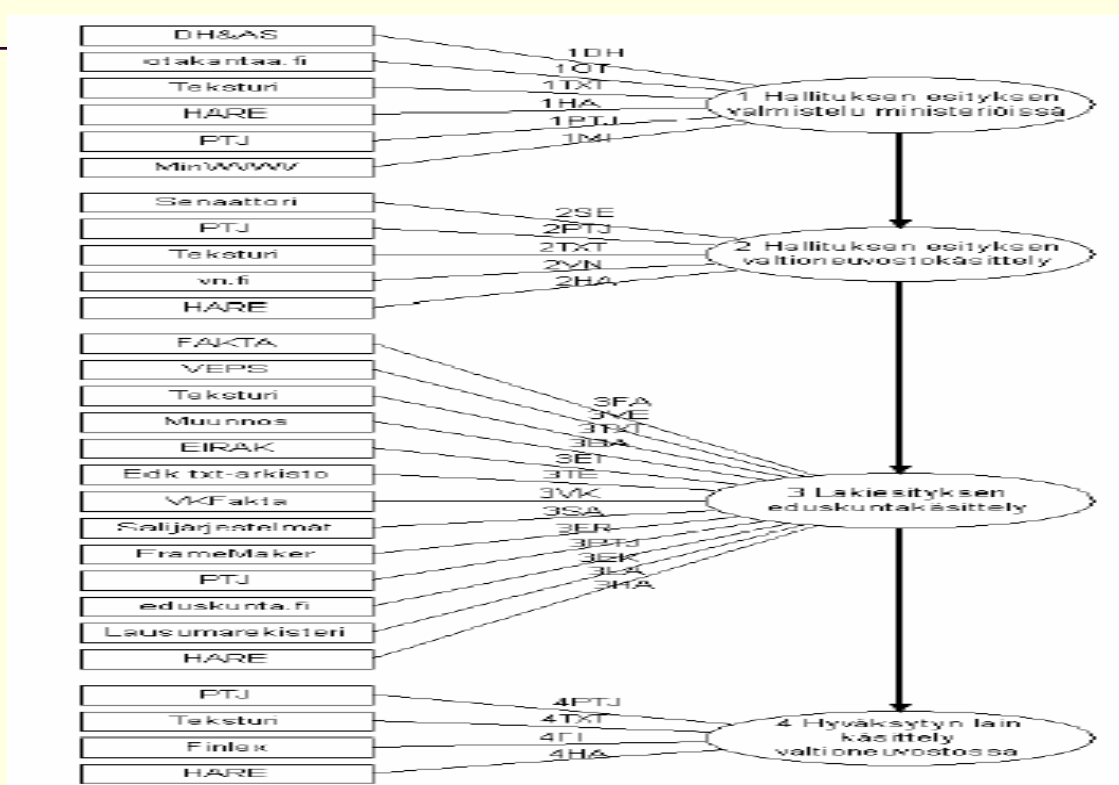 DH&AS
otakantaa.fi
Teksturi
HARE
PTJ
MinWWW
1DH
1OT
1TXT
1HA
1PTJ
1MI
1 Hallituksen esityksen
valmistelu ministeriöissä
Senaattori
PTJ
Teksturi
vn.fi
HARE
2SE
2PTJ
2TXT
2VN
2HA
2 Hallituksen esityksen
valtioneuvostokäsittely
FAKTA
VEPS
Teksturi
Muunnos
EIRAK
Edk txt-arkisto
VKFakta
Salijärjestelmät
FrameMaker
PTJ
eduskunta.fi
Lausumarekisteri
HARE
3FA
3VE
3TXT
3EI
3TE
3VK
3SA
3PTJ
3EK
3LA
3HA
3 Lakiesityksen
eduskuntakäsittely
PTJ
Teksturi
Finlex
HARE
4PTJ
4TXT
4FI
4HA
4 Hyväksytyn lain
käsittely
valtioneuvostossa